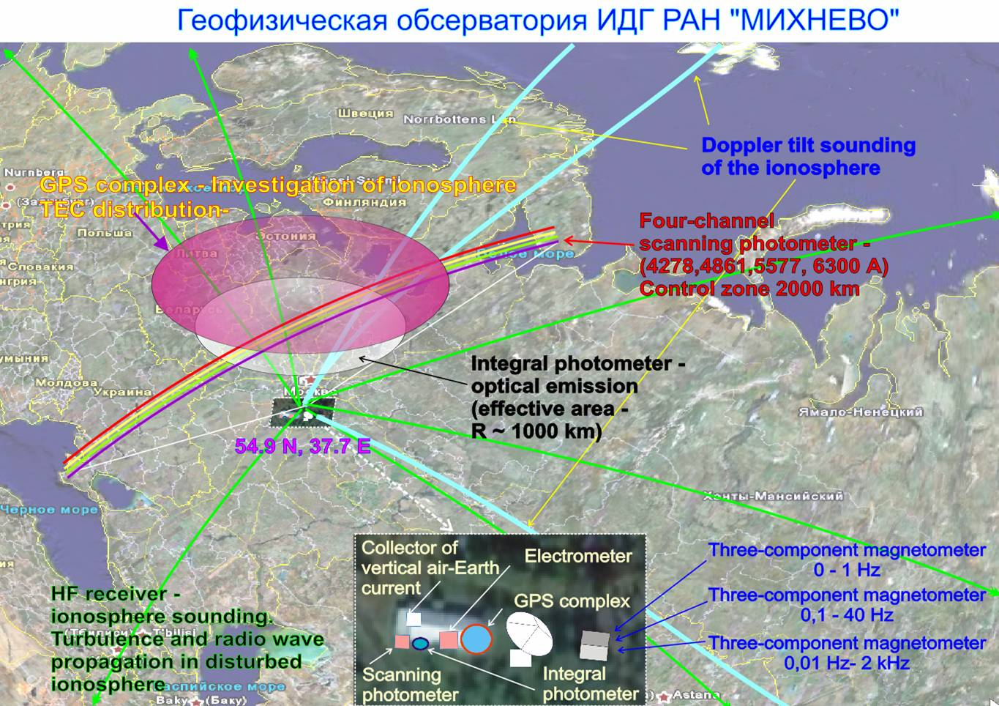 Геофизическая обсерватория ИДГ РАН "МИХНЕВО"
Швеция
Norrbottens
Doppler tilt sounding
of the ionosphere
Nurnberg
GPS complex - Investigation of ionosphere
TEC distribution-
Финляндия
Польша
Эстония
Литва
Словакия
Белое море
Four-channel
scanning photometer -
(4278,4861,5577, 6300 A)
Control zone 2000 km
Беларусь
Молдова
Украина
Москва
Integral photometer -
optical emission
(effective area -
R ~ 1000 km)
Ямало-Ненецкий
54.9 N, 37.7 E
Ханты-Мансийский
Черное море
Collector of
vertical air-Earth
current
Electrometer
GPS complex
Scanning
photometer
Integral
photometer
Three-component magnetometer
0 - 1 Hz
Three-component magnetometer
0,1 - 40 Hz
Three-component magnetometer
0,01 Hz- 2 kHz
HF receiver -
ionosphere sounding.
(Тбилиси) Tbilisi
Turbulence and radio wave
propagation in disturbed
ionosphere
Каспийское море
Baky (Баку)
Astana